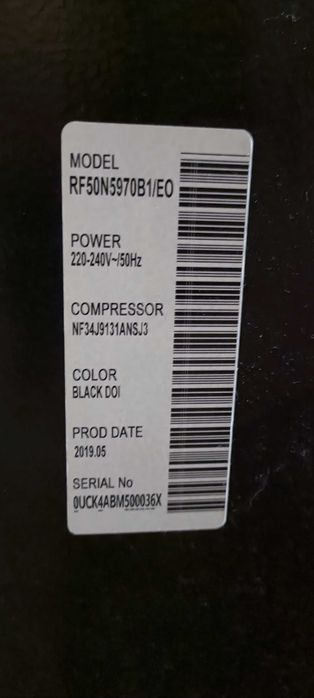 MODEL
RF50N5970B1/EO
POWER
220-240V~/50Hz
COMPRESSOR
NF34J9131ANSJ3
COLOR
BLACK DOI
PROD DATE
2019.05
SERIAL No
0UCK4ABM500036X